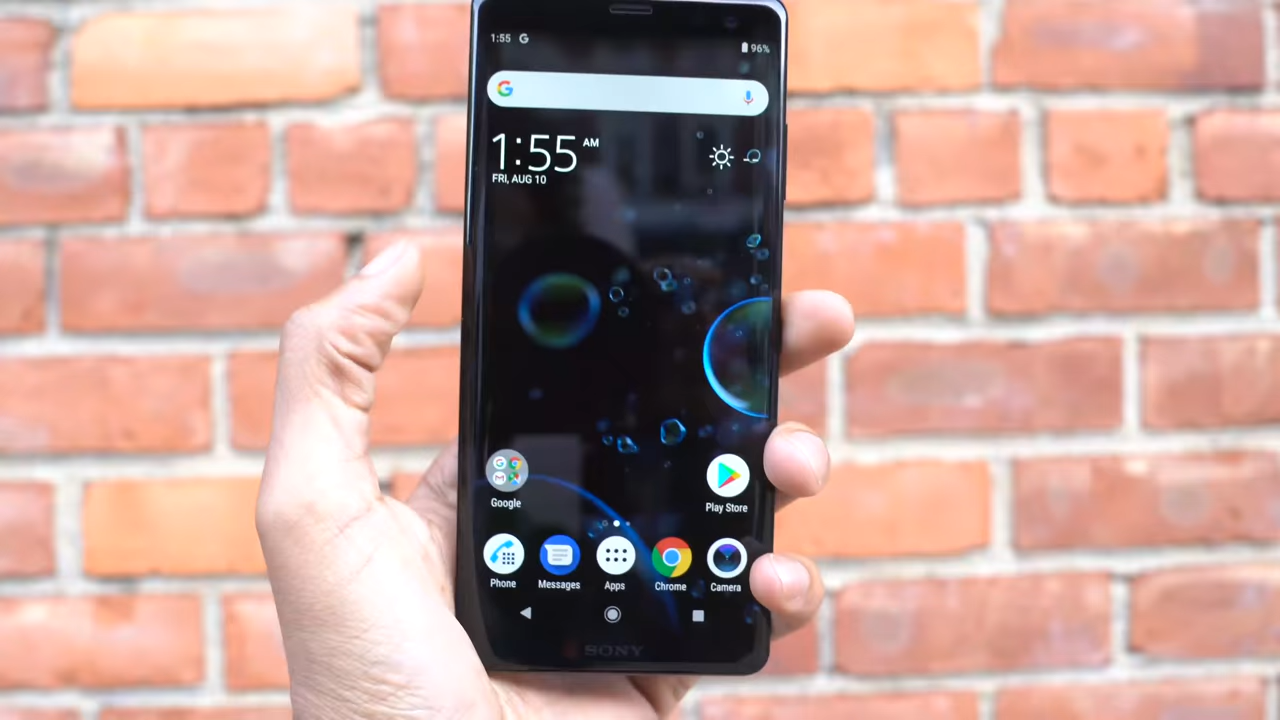 1:55 G
96%
G
1:55 AM
FRI, AUG 10
Google
Play Store
Phone
Messages
Apps
Chrome
Camera
SONY